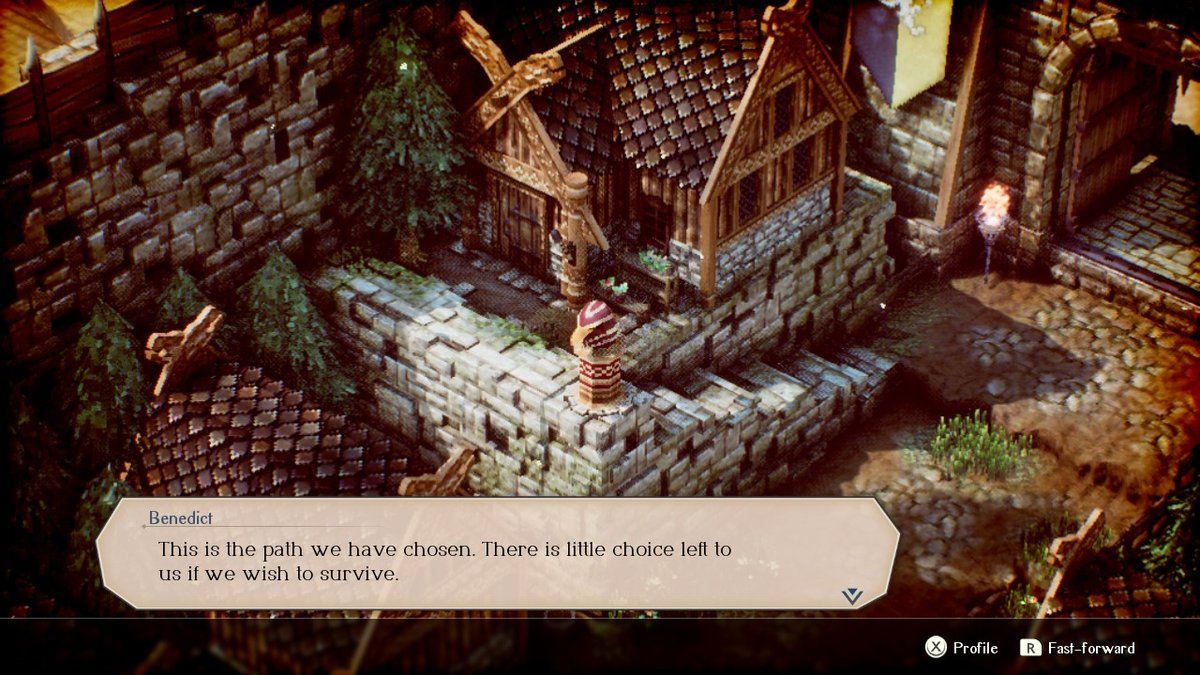 Benedict
This is the path we have chosen. There is little choice left to
us if we wish to survive.
X Profile R Fast-forward